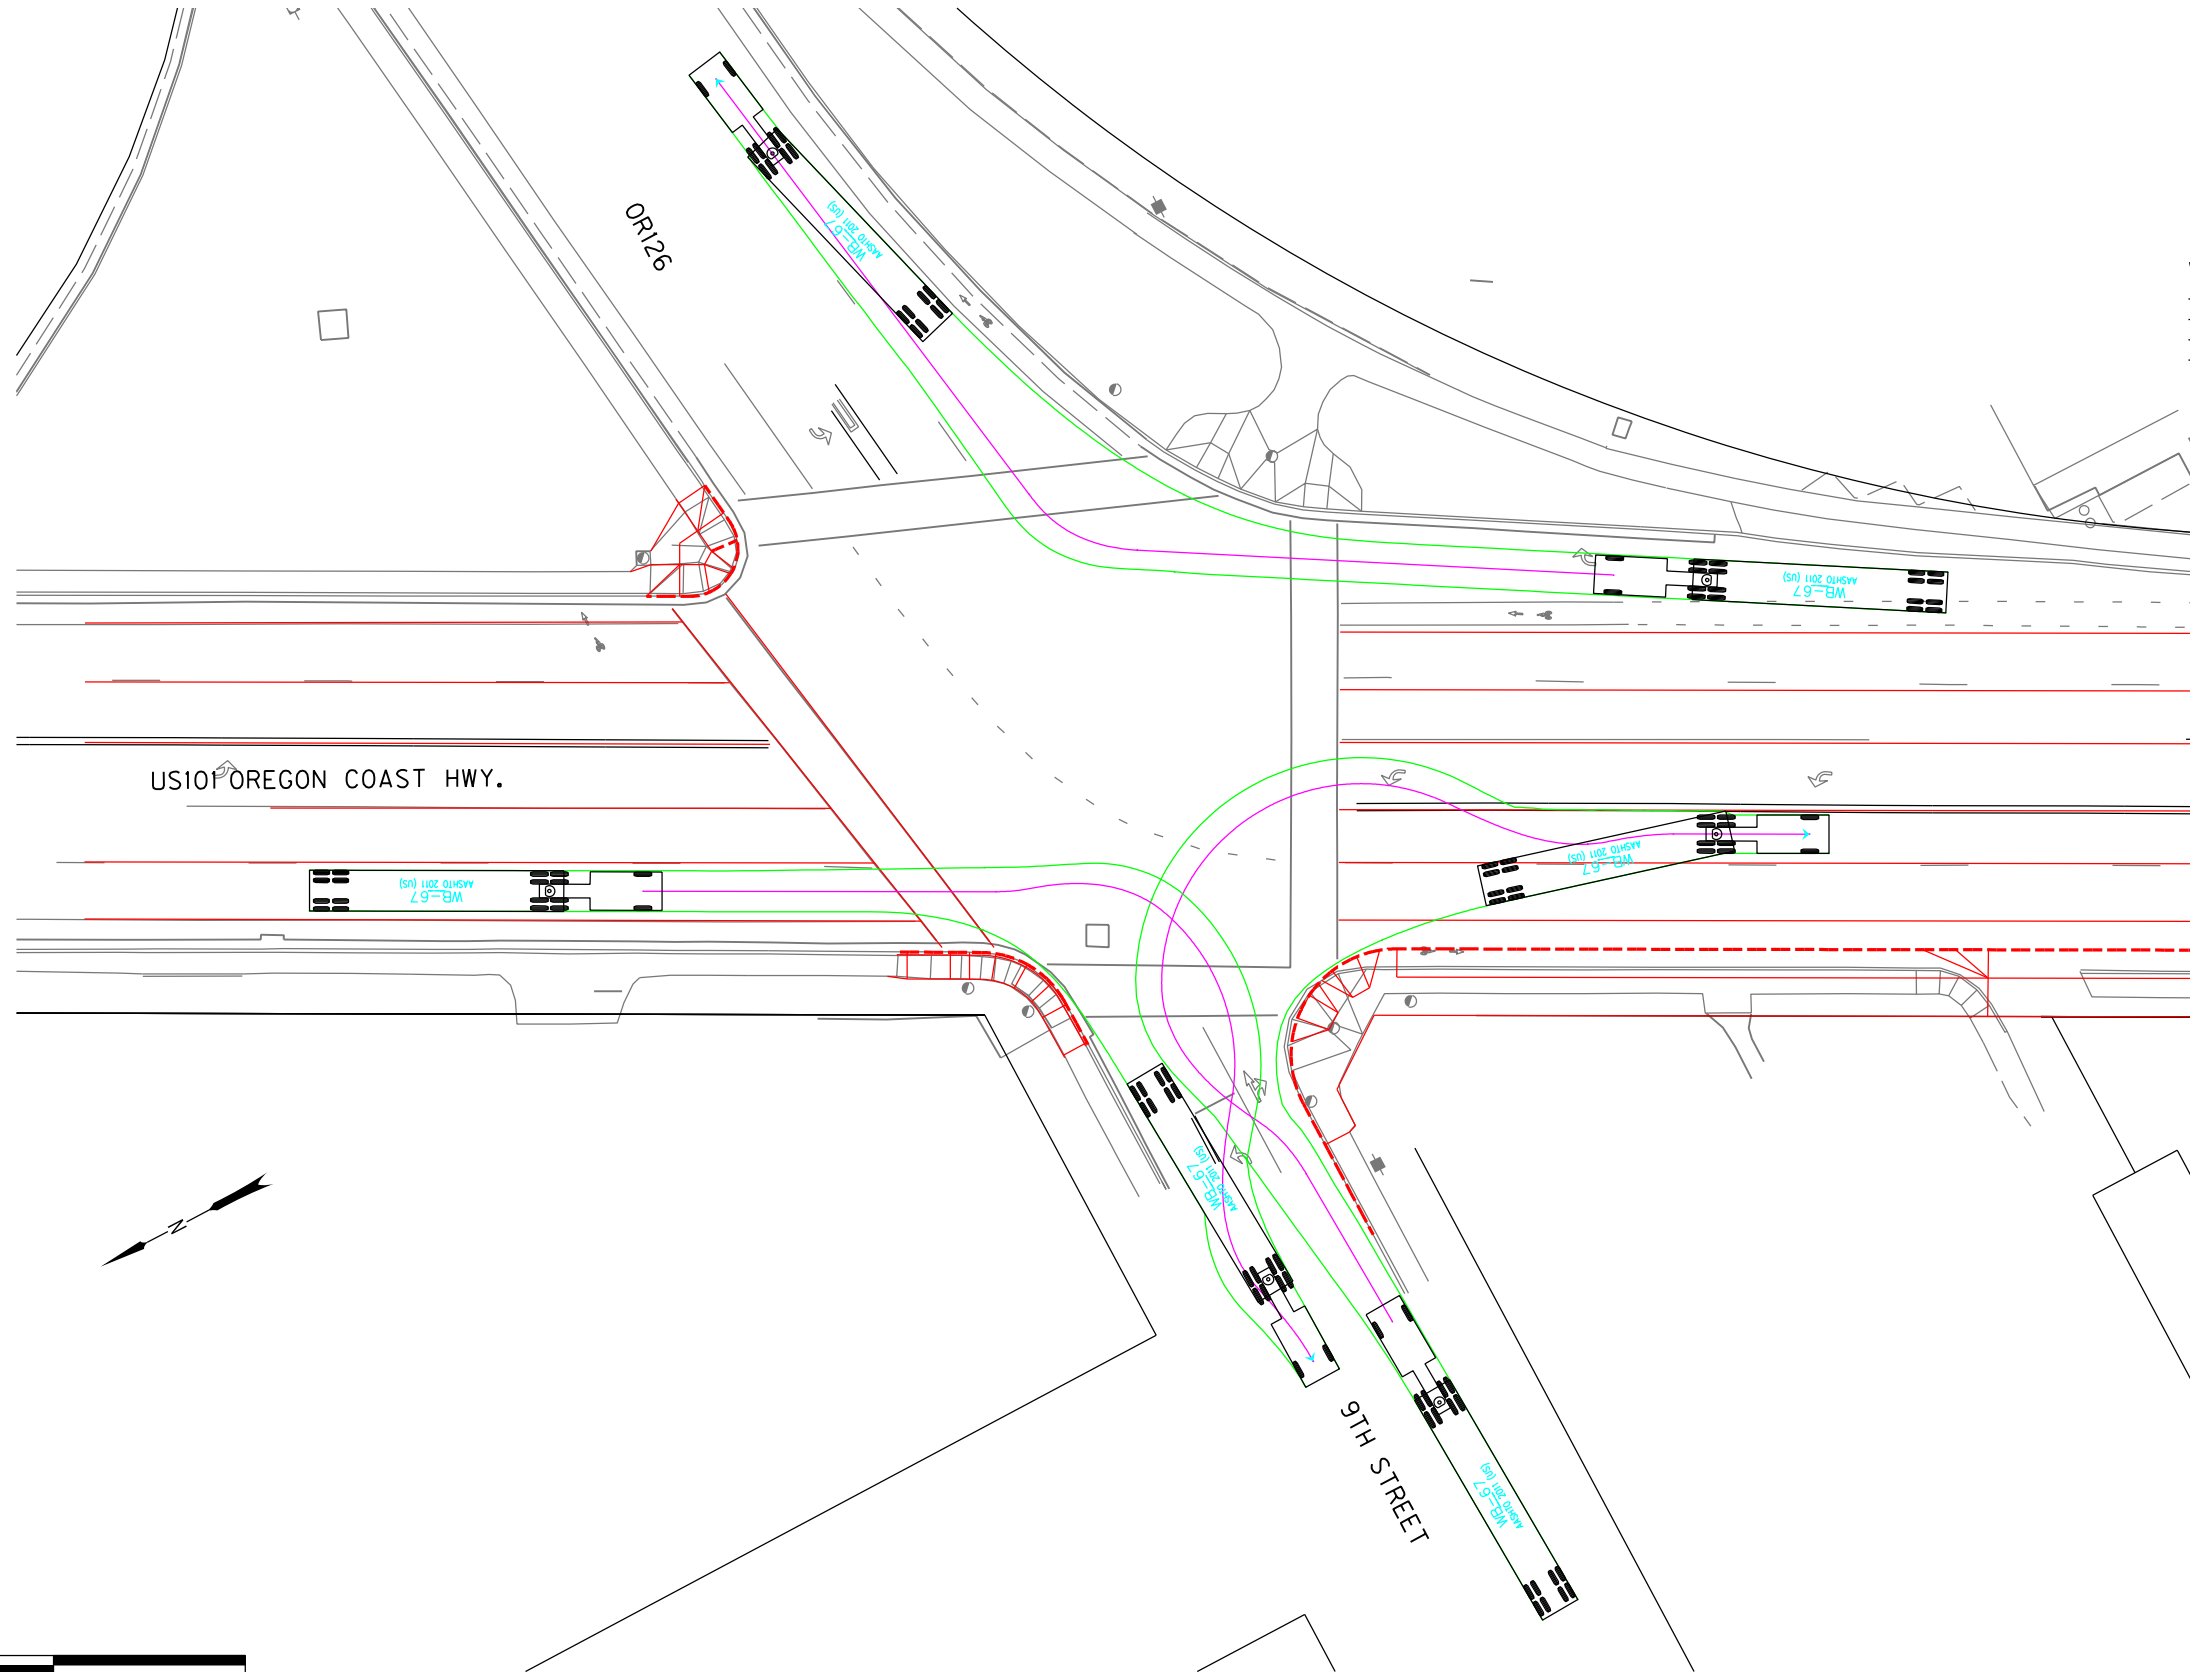 OR126
WB-67
AASHTO 2011 (US)
WB-67
AASHTO 2011 (US)
US101 OREGON COAST HWY.
WB-67
AASHTO 2011 (US)
WB-67
AASHTO 2011 (US)
WB-67
AASHTO 2011 (US)
N
9TH STREET
WB-67
AASHTO 2011 (US)